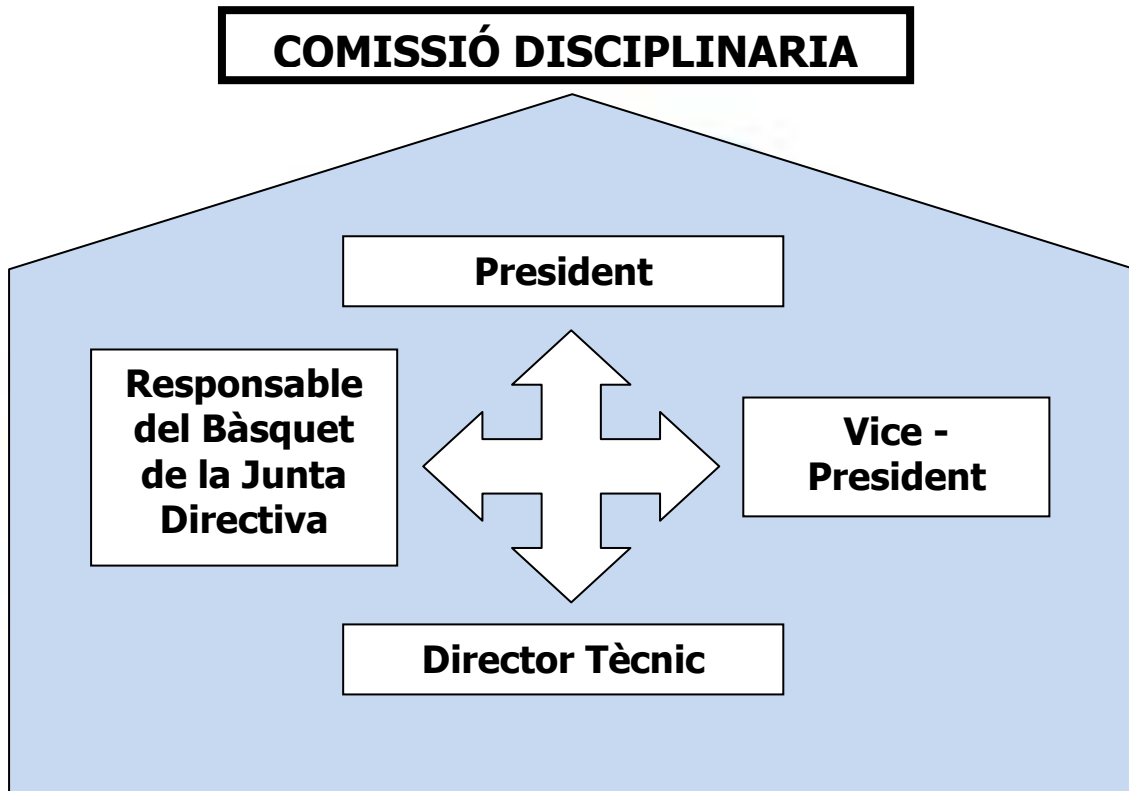 COMISSIÓ DISCIPLINARIA
President
Responsable
del Bàsquet
de la Junta
Directiva
Vice -
President
Director Tècnic